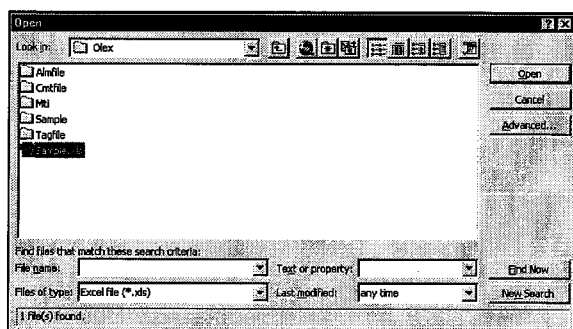 Open
Look in: Olex
Almfile
Cmtfile
Mti
Sample
Tagfile
Open
Cancel
Advanced...
Find files that match these search criteria:
File name:
Text or property:
Find Now
Files of type: Excel file (*.xls)
Last modified: any time
New Search
1 file(s) found.